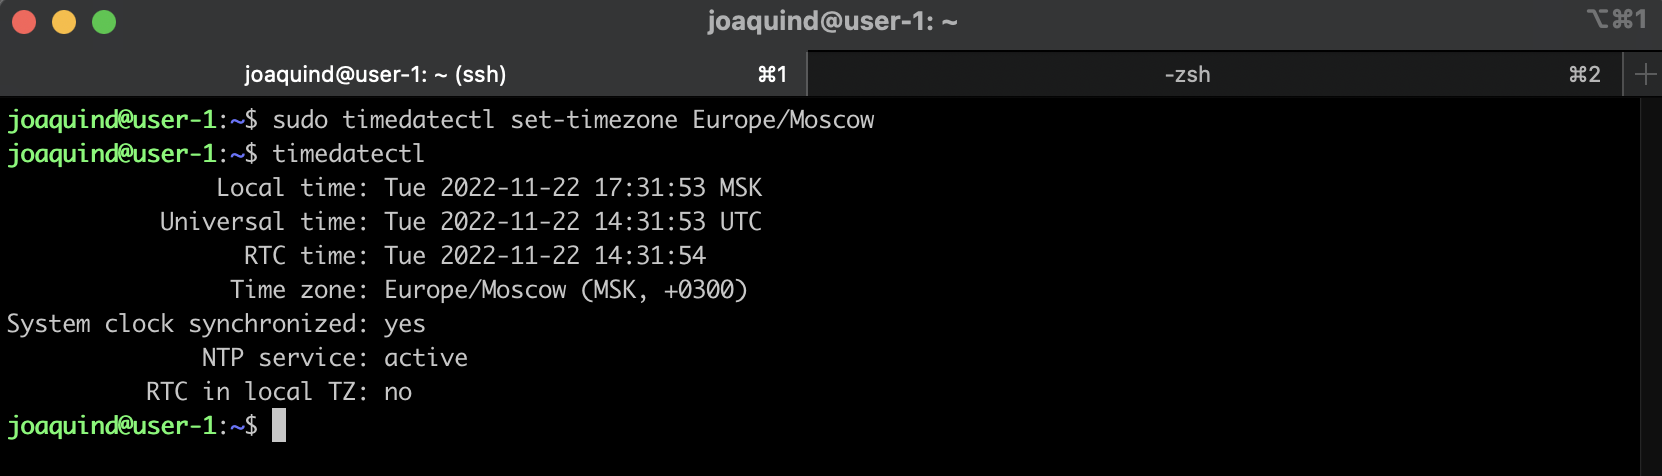 joaquind@user-1: ~
⌥⌘1
joaquind@user-1: ~ (ssh)
⌘1
-zsh
⌘2
joaquind@user-1:~$ sudo timedatectl set-timezone Europe/Moscow
joaquind@user-1:~$ timedatectl
Local time: Tue 2022-11-22 17:31:53 MSK
Universal time: Tue 2022-11-22 14:31:53 UTC
RTC time: Tue 2022-11-22 14:31:54
Time zone: Europe/Moscow (MSK, +0300)
System clock synchronized: yes
NTP service: active
RTC in local TZ: no
joaquind@user-1:~$